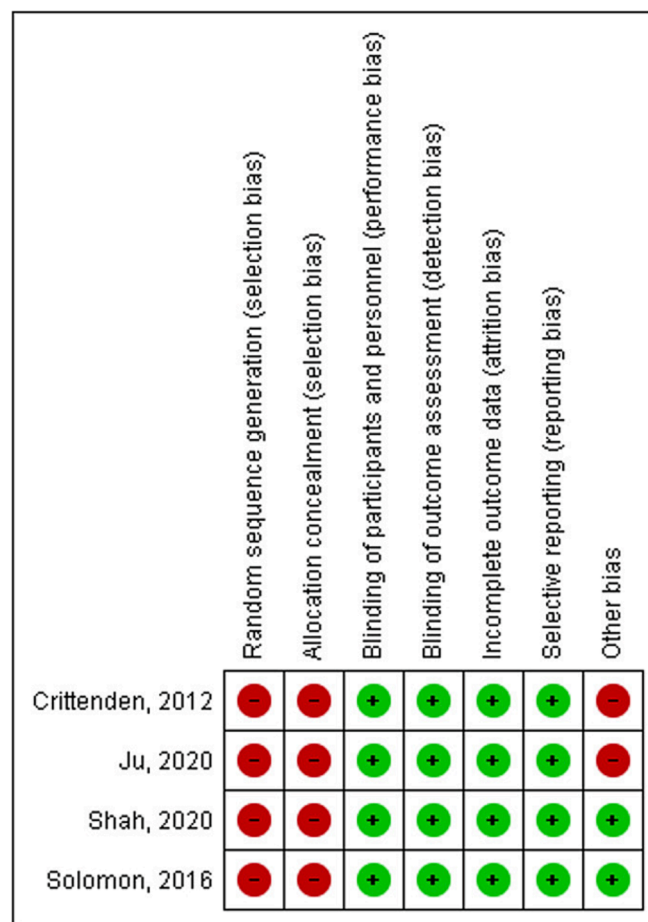 Random sequence generation (selection bias)
Allocation concealment (selection bias)
Blinding of participants and personnel (performance bias)
Blinding of outcome assessment (detection bias)
Incomplete outcome data (attrition bias)
Selective reporting (reporting bias)
Other bias
Crittenden, 2012 - - + + + + -
Ju, 2020 - - + + + + -
Shah, 2020 - - + + + + +
Solomon, 2016 - - + + + + +